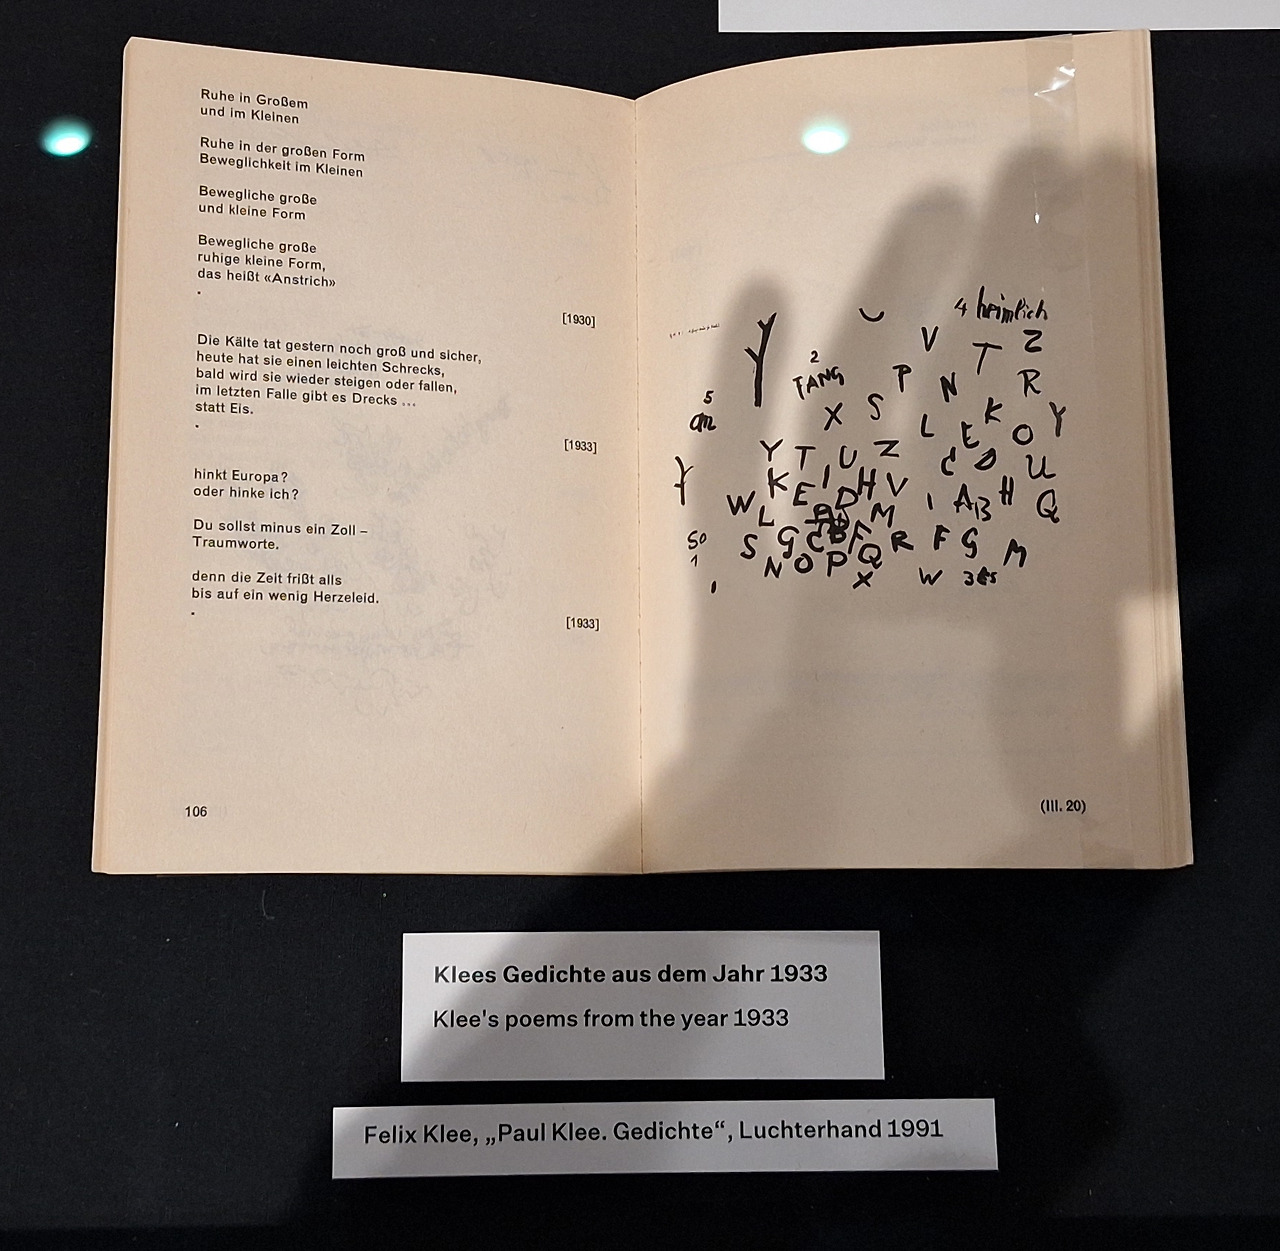 Ruhe in Großem
und im Kleinen
Ruhe in der großen Form
Beweglichkeit im Kleinen
Bewegliche große
und kleine Form
Bewegliche große
ruhige kleine Form,
das heißt «Anstrich»
.
[1930]
Die Kälte tat gestern noch groß und sicher,
heute hat sie einen leichten Schrecks,
bald wird sie wieder steigen oder fallen,
im letzten Falle gibt es Drecks ...
statt Eis.
.
[1933]
hinkt Europa?
oder hinke ich?
Du sollst minus ein Zoll –
Traumworte.
denn die Zeit frißt alls
bis auf ein wenig Herzeleid.
.
[1933]
106
4 heimlich
V T Z
2
TANG P N R
5
am X S L E K O Y
Y T U Z C D U
K E I H V
W L D M I A B H Q
50 S G C B F R F G M
1 N O P Q
X W 3 es
(III. 20)
Klees Gedichte aus dem Jahr 1933
Klee's poems from the year 1933
Felix Klee, „Paul Klee. Gedichte“, Luchterhand 1991